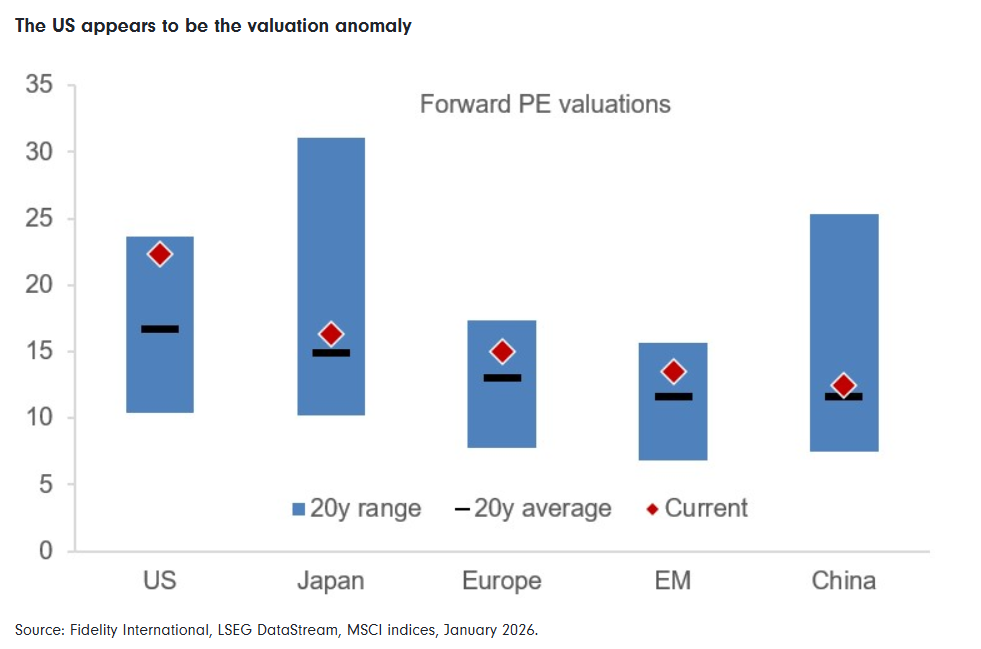 The US appears to be the valuation anomaly
Forward PE valuations
35
30
25
20
15
10
5
0
20y range
20y average
Current
US
Japan
Europe
EM
China
Source: Fidelity International, LSEG DataStream, MSCI indices, January 2026.